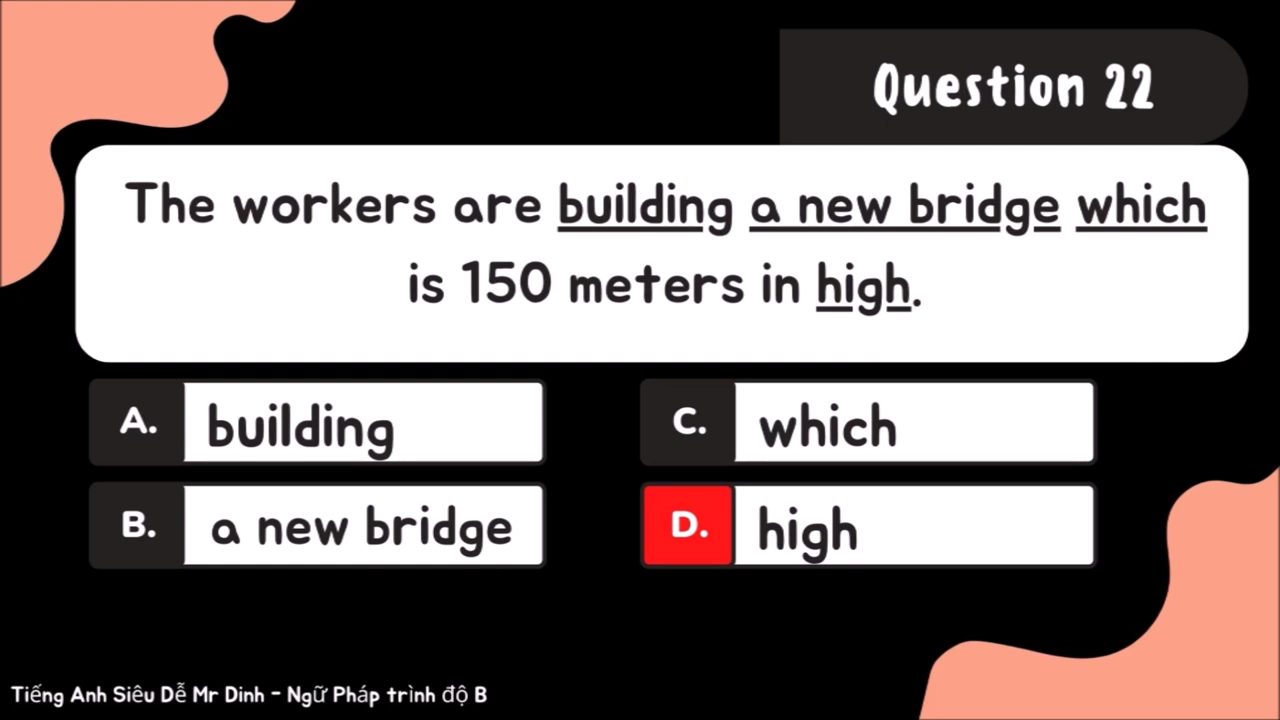 Question 22
The workers are building a new bridge which
is 150 meters in high.
A. building
C. which
B. a new bridge
D. high
Tiếng Anh Siêu Dễ Mr Dinh - Ngữ Pháp trình độ B